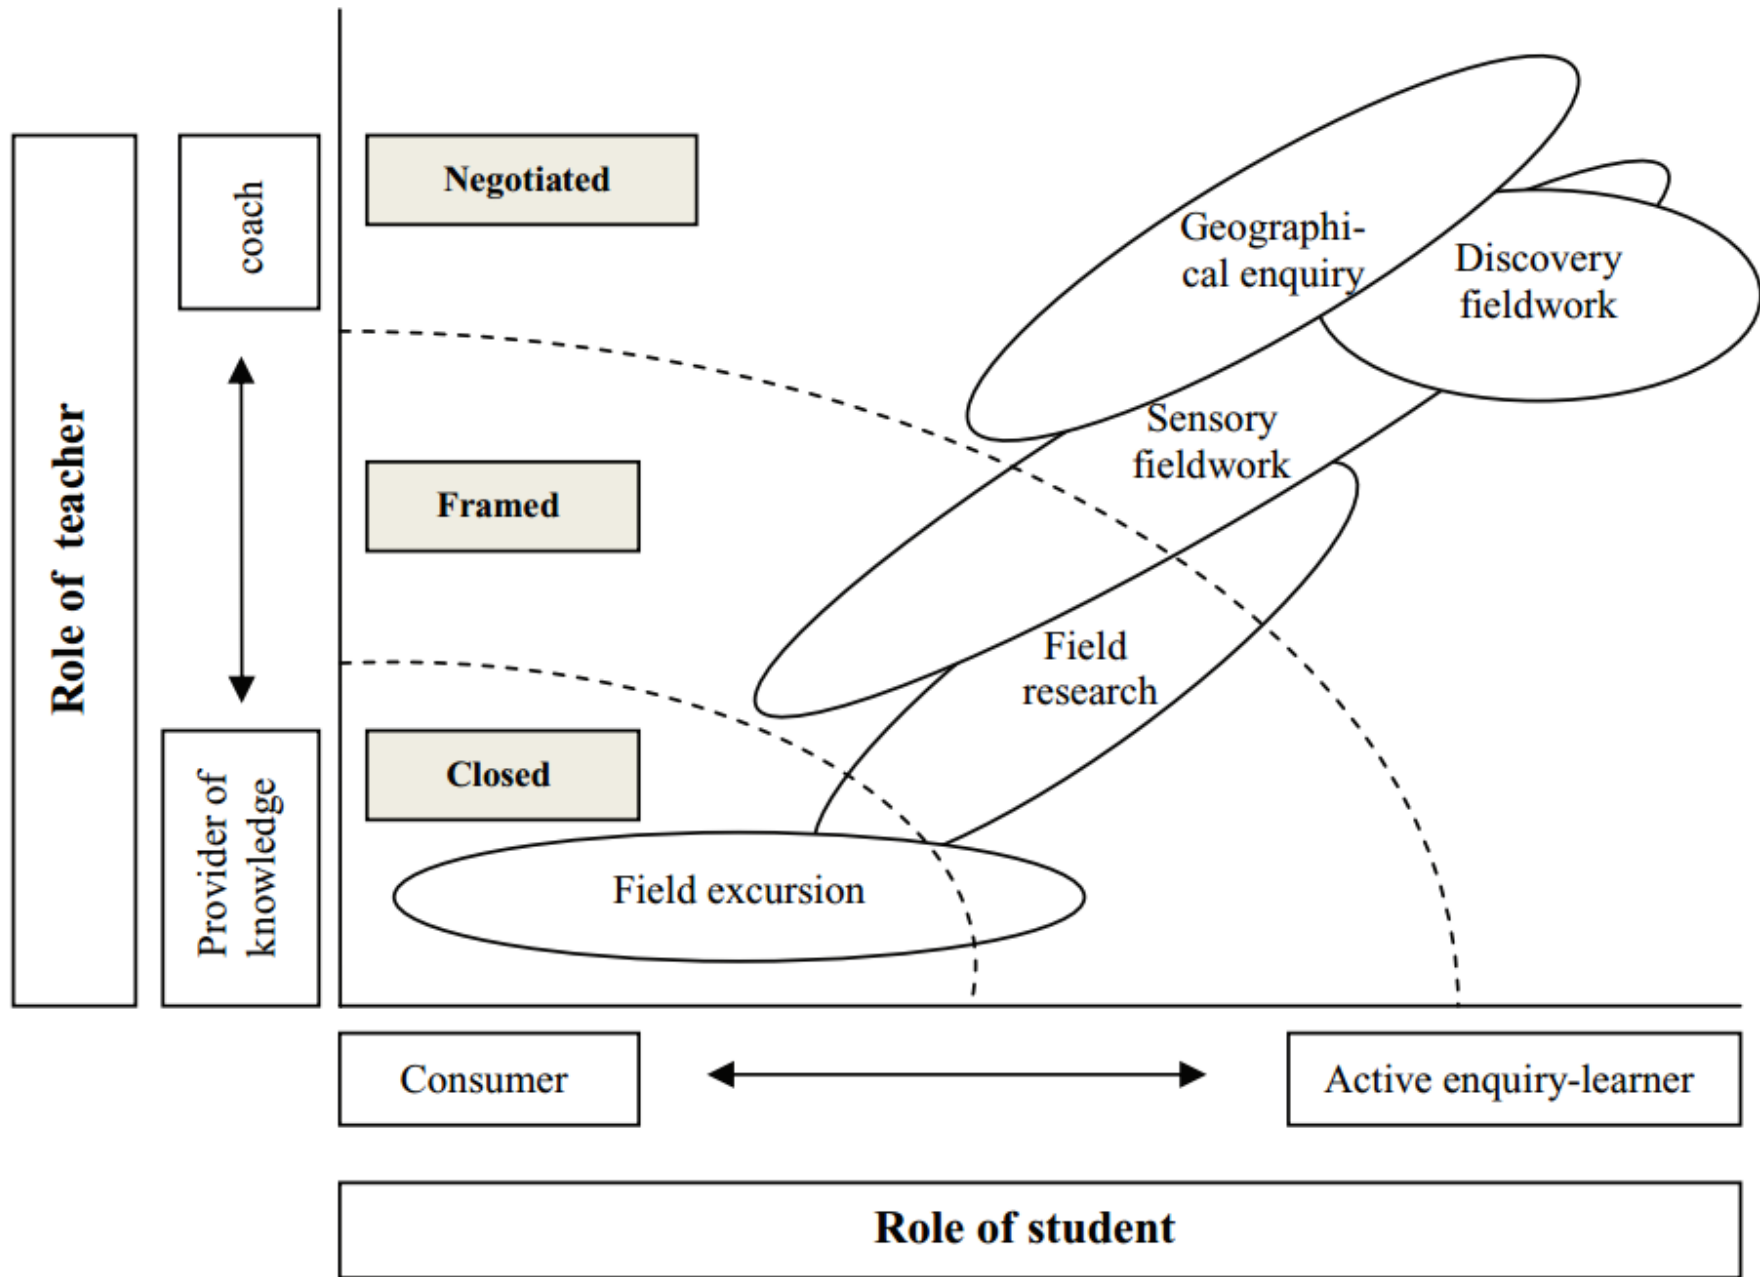 Role of teacher
coach
Provider of
knowledge
Negotiated
Framed
Closed
Geographi-
cal enquiry
Discovery
fieldwork
Sensory
fieldwork
Field
research
Field excursion
Consumer
Active enquiry-learner
Role of student